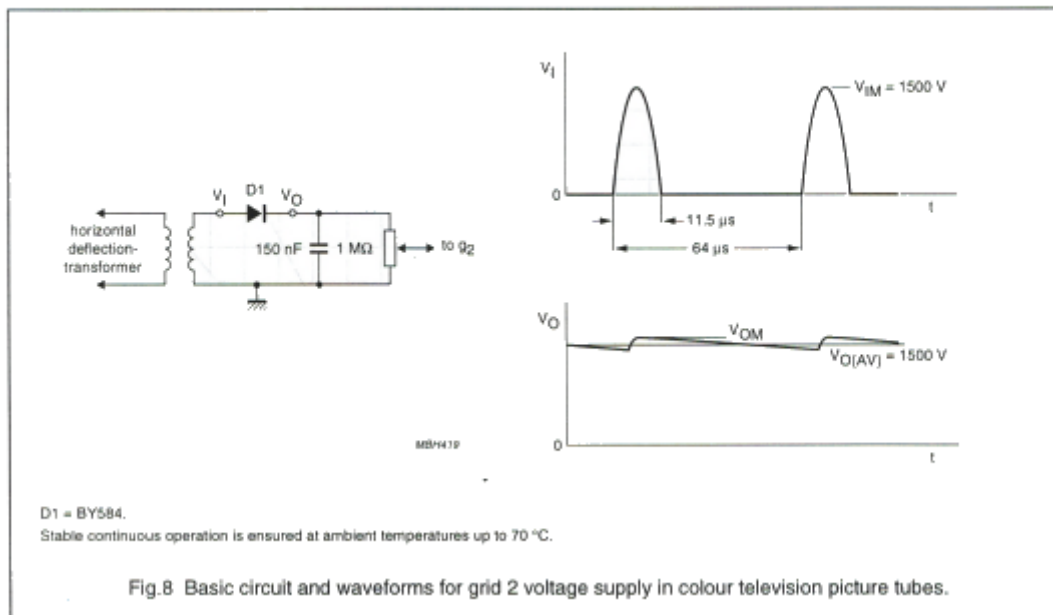 V_I
V_IM = 1500 V
0
t
11.5 µs
64 µs
V_I
D1
V_O
horizontal
deflection-
transformer
150 nF
1 MΩ
to g2
V_O
V_OM
V_O(AV) = 1500 V
0
t
MBH419
D1 = BY584.
Stable continuous operation is ensured at ambient temperatures up to 70 °C.
Fig.8 Basic circuit and waveforms for grid 2 voltage supply in colour television picture tubes.